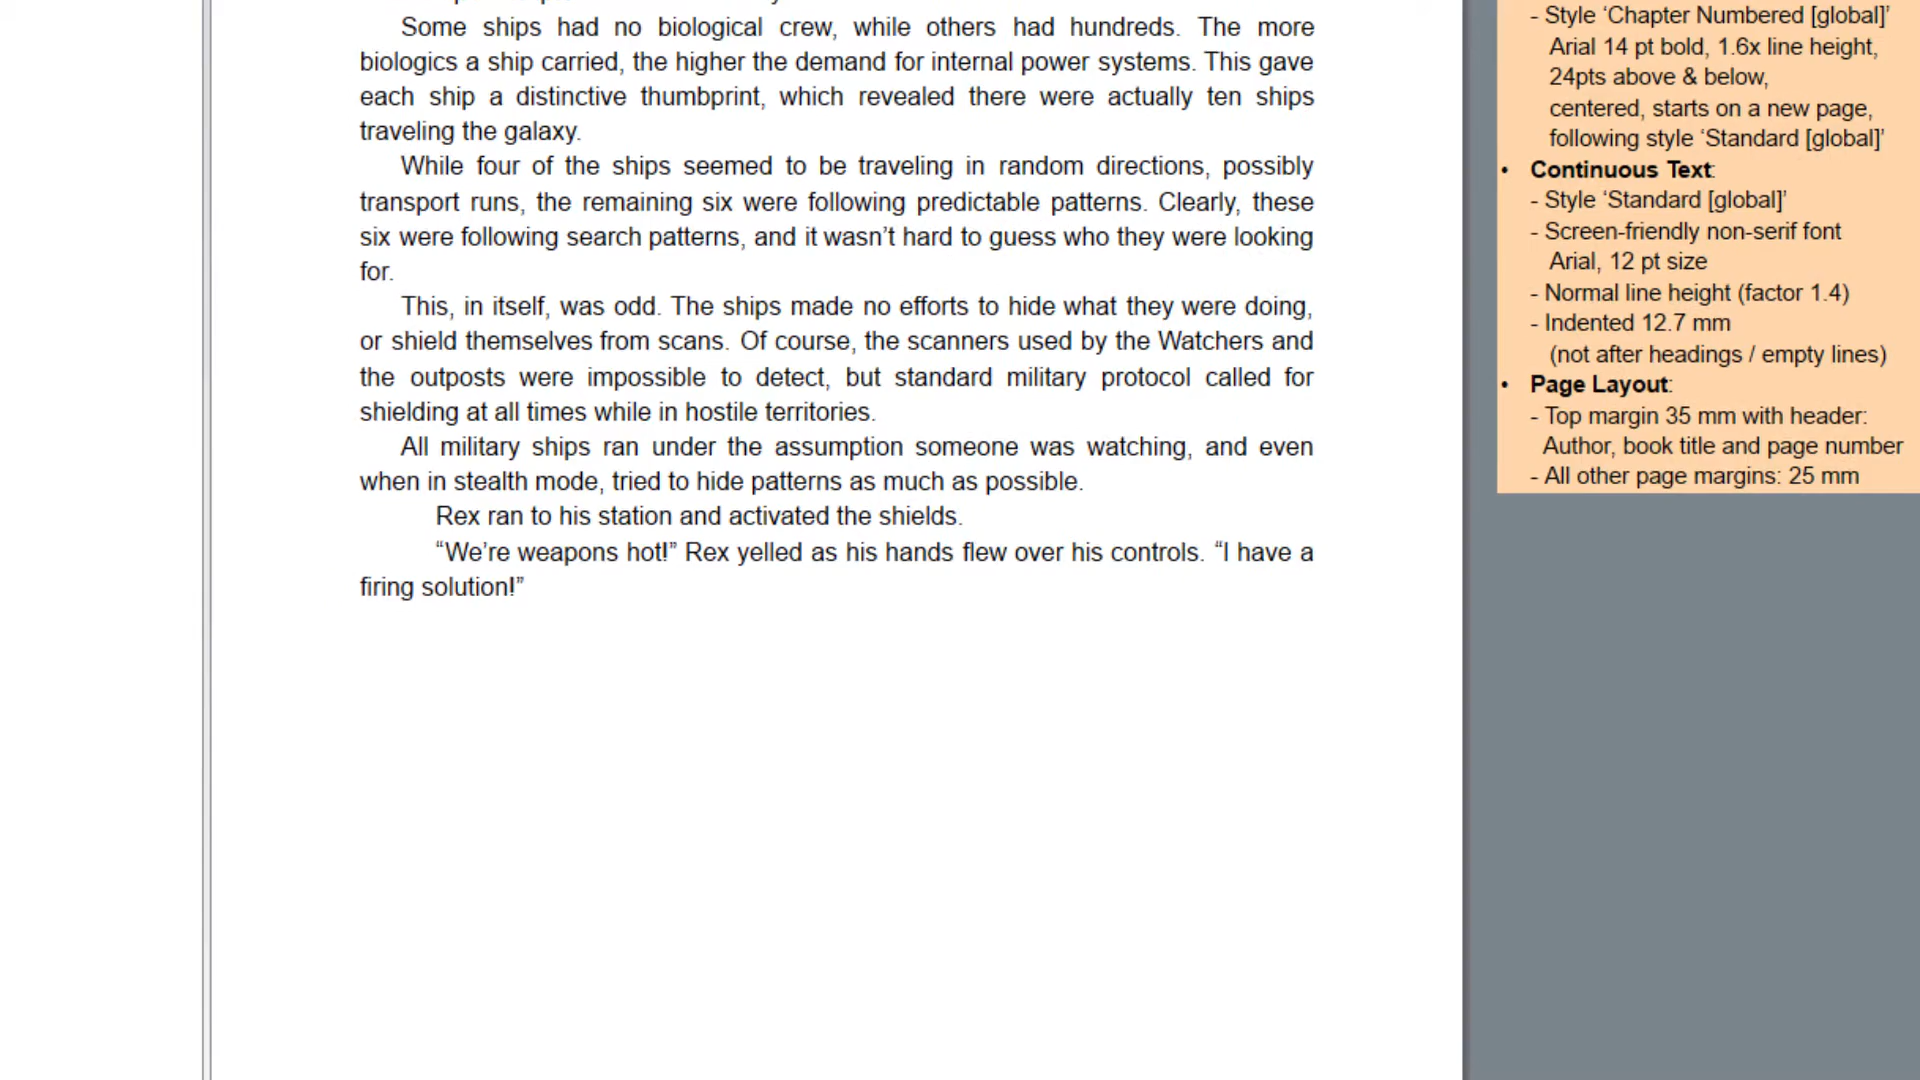 Some ships had no biological crew, while others had hundreds. The more
biologics a ship carried, the higher the demand for internal power systems. This gave
each ship a distinctive thumbprint, which revealed there were actually ten ships
traveling the galaxy.
While four of the ships seemed to be traveling in random directions, possibly
transport runs, the remaining six were following predictable patterns. Clearly, these
six were following search patterns, and it wasn’t hard to guess who they were looking
for.
This, in itself, was odd. The ships made no efforts to hide what they were doing,
or shield themselves from scans. Of course, the scanners used by the Watchers and
the outposts were impossible to detect, but standard military protocol called for
shielding at all times while in hostile territories.
All military ships ran under the assumption someone was watching, and even
when in stealth mode, tried to hide patterns as much as possible.
Rex ran to his station and activated the shields.
“We’re weapons hot!” Rex yelled as his hands flew over his controls. “I have a
firing solution!”
- Style ‘Chapter Numbered [global]’
Arial 14 pt bold, 1.6x line height,
24pts above & below,
centered, starts on a new page,
following style ‘Standard [global]’
• Continuous Text:
- Style ‘Standard [global]’
- Screen-friendly non-serif font
Arial, 12 pt size
- Normal line height (factor 1.4)
- Indented 12.7 mm
(not after headings / empty lines)
• Page Layout:
- Top margin 35 mm with header:
Author, book title and page number
- All other page margins: 25 mm